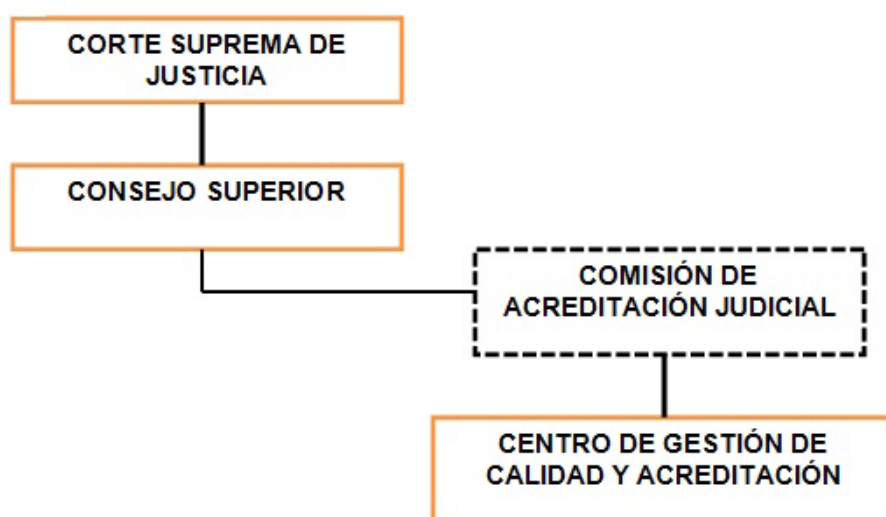 CORTE SUPREMA DE
JUSTICIA
CONSEJO SUPERIOR
COMISIÓN DE
ACREDITACIÓN JUDICIAL
CENTRO DE GESTIÓN DE
CALIDAD Y ACREDITACIÓN